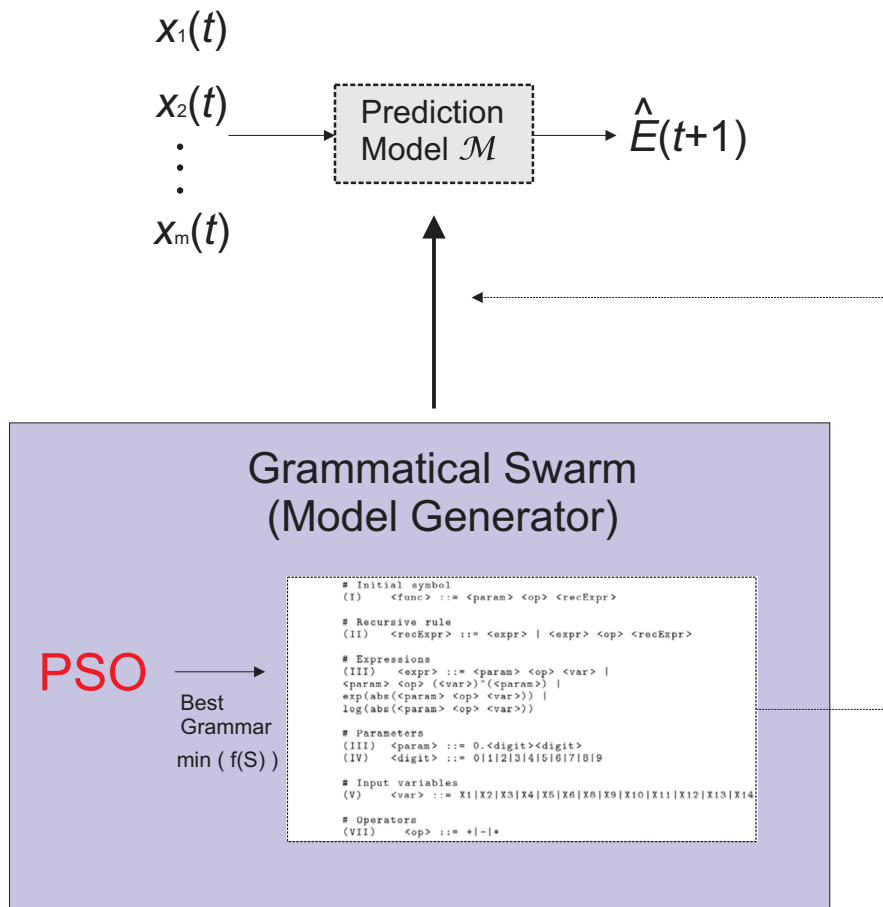 x1(t)
x2(t)
xm(t)
Prediction
Model ℳ
Ê(t+1)
Grammatical Swarm
(Model Generator)
PSO
Best
Grammar
min ( f(S) )
# Initial symbol
(I) <func> ::= <param> <op> <recExpr>
# Recursive rule
(II) <recExpr> ::= <expr> | <expr> <op> <recExpr>
# Expressions
(III) <expr> ::= <param> <op> <var> |
<param> <op> (<var>)^(<param>) |
exp(abs(<param> <op> <var>)) |
log(abs(<param> <op> <var>))
# Parameters
(III) <param> ::= 0.<digit><digit>
(IV) <digit> ::= 0|1|2|3|4|5|6|7|8|9
# Input variables
(V) <var> ::= X1|X2|X3|X4|X5|X6|X8|X9|X10|X11|X12|X13|X14
# Operators
(VII) <op> ::= +|-|*